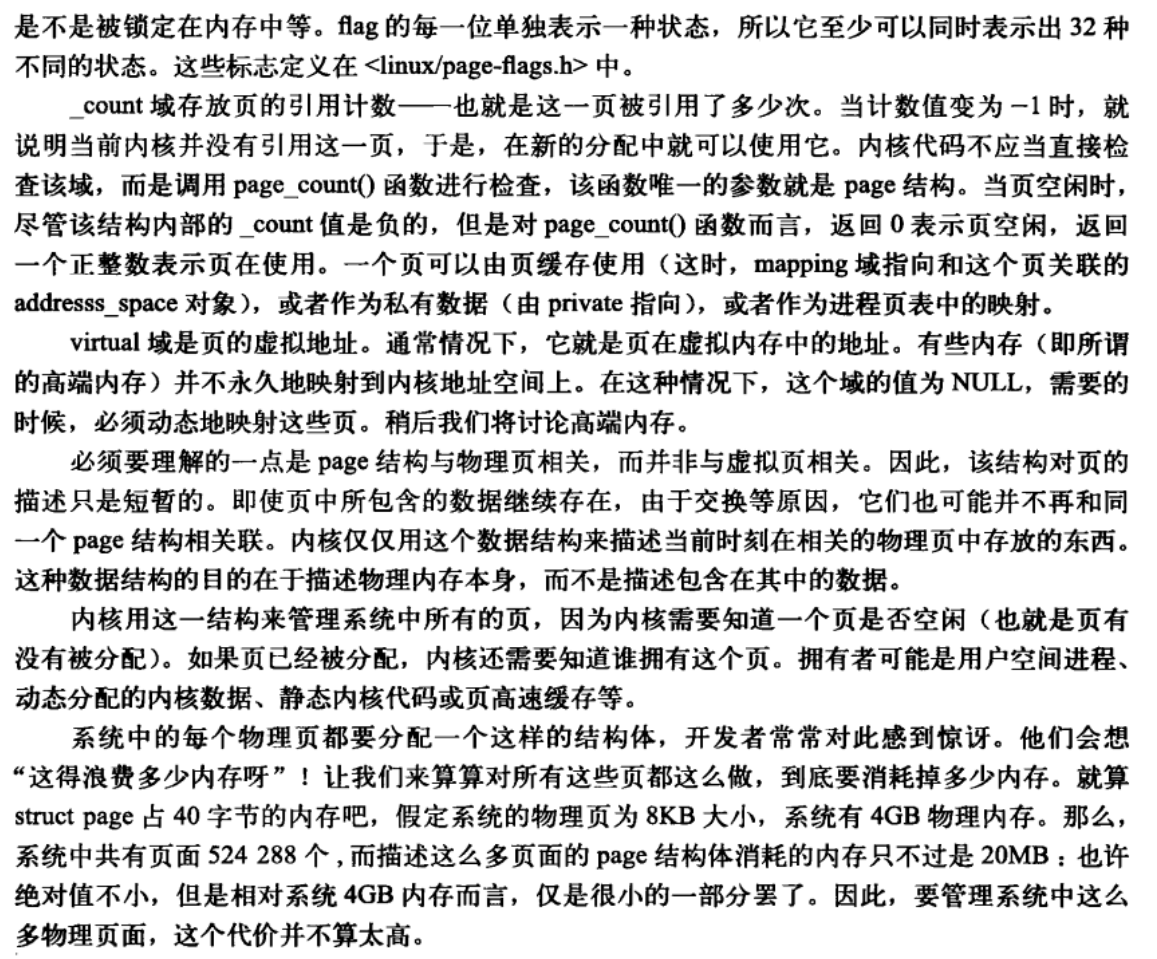 是不是被锁定在内存中等。flag 的每一位单独表示一种状态，所以它至少可以同时表示出 32 种
不同的状态。这些标志定义在 <linux/page-flags.h> 中。
_count 域存放页的引用计数——也就是这一页被引用了多少次。当计数值变为 −1 时，就
说明当前内核并没有引用这一页，于是，在新的分配中就可以使用它。内核代码不应当直接检
查该域，而是调用 page_count() 函数进行检查，该函数唯一的参数就是 page 结构。当页空闲时，
尽管该结构内部的 _count 值是负的，但是对 page_count() 函数而言，返回 0 表示页空闲，返回
一个正整数表示页在使用。一个页可以由页缓存使用（这时，mapping 域指向和这个页关联的
addresss_space 对象），或者作为私有数据（由 private 指向），或者作为进程页表中的映射。
virtual 域是页的虚拟地址。通常情况下，它就是页在虚拟内存中的地址。有些内存（即所谓
的高端内存）并不永久地映射到内核地址空间上。在这种情况下，这个域的值为 NULL，需要的
时候，必须动态地映射这些页。稍后我们将讨论高端内存。
必须要理解的一点是 page 结构与物理页相关，而并非与虚拟页相关。因此，该结构对页的
描述只是短暂的。即使页中所包含的数据继续存在，由于交换等原因，它们也可能并不再和同
一个 page 结构相关联。内核仅仅用这个数据结构来描述当前时刻在相关的物理页中存放的东西。
这种数据结构的目的在于描述物理内存本身，而不是描述包含在其中的数据。
内核用这一结构来管理系统中所有的页，因为内核需要知道一个页是否空闲（也就是页有
没有被分配）。如果页已经被分配，内核还需要知道谁拥有这个页。拥有者可能是用户空间进程、
动态分配的内核数据、静态内核代码或页高速缓存等。
系统中的每个物理页都要分配一个这样的结构体，开发者常常对此感到惊讶。他们会想
“这得浪费多少内存呀”！让我们来算算对所有这些页都这么做，到底要消耗掉多少内存。就算
struct page 占 40 字节的内存吧，假定系统的物理页为 8KB 大小，系统有 4GB 物理内存。那么，
系统中共有页面 524 288 个 ,而描述这么多页面的 page 结构体消耗的内存只不过是 20MB：也许
绝对值不小，但是相对系统 4GB 内存而言，仅是很小的一部分罢了。因此，要管理系统中这么
多物理页面，这个代价并不算太高。